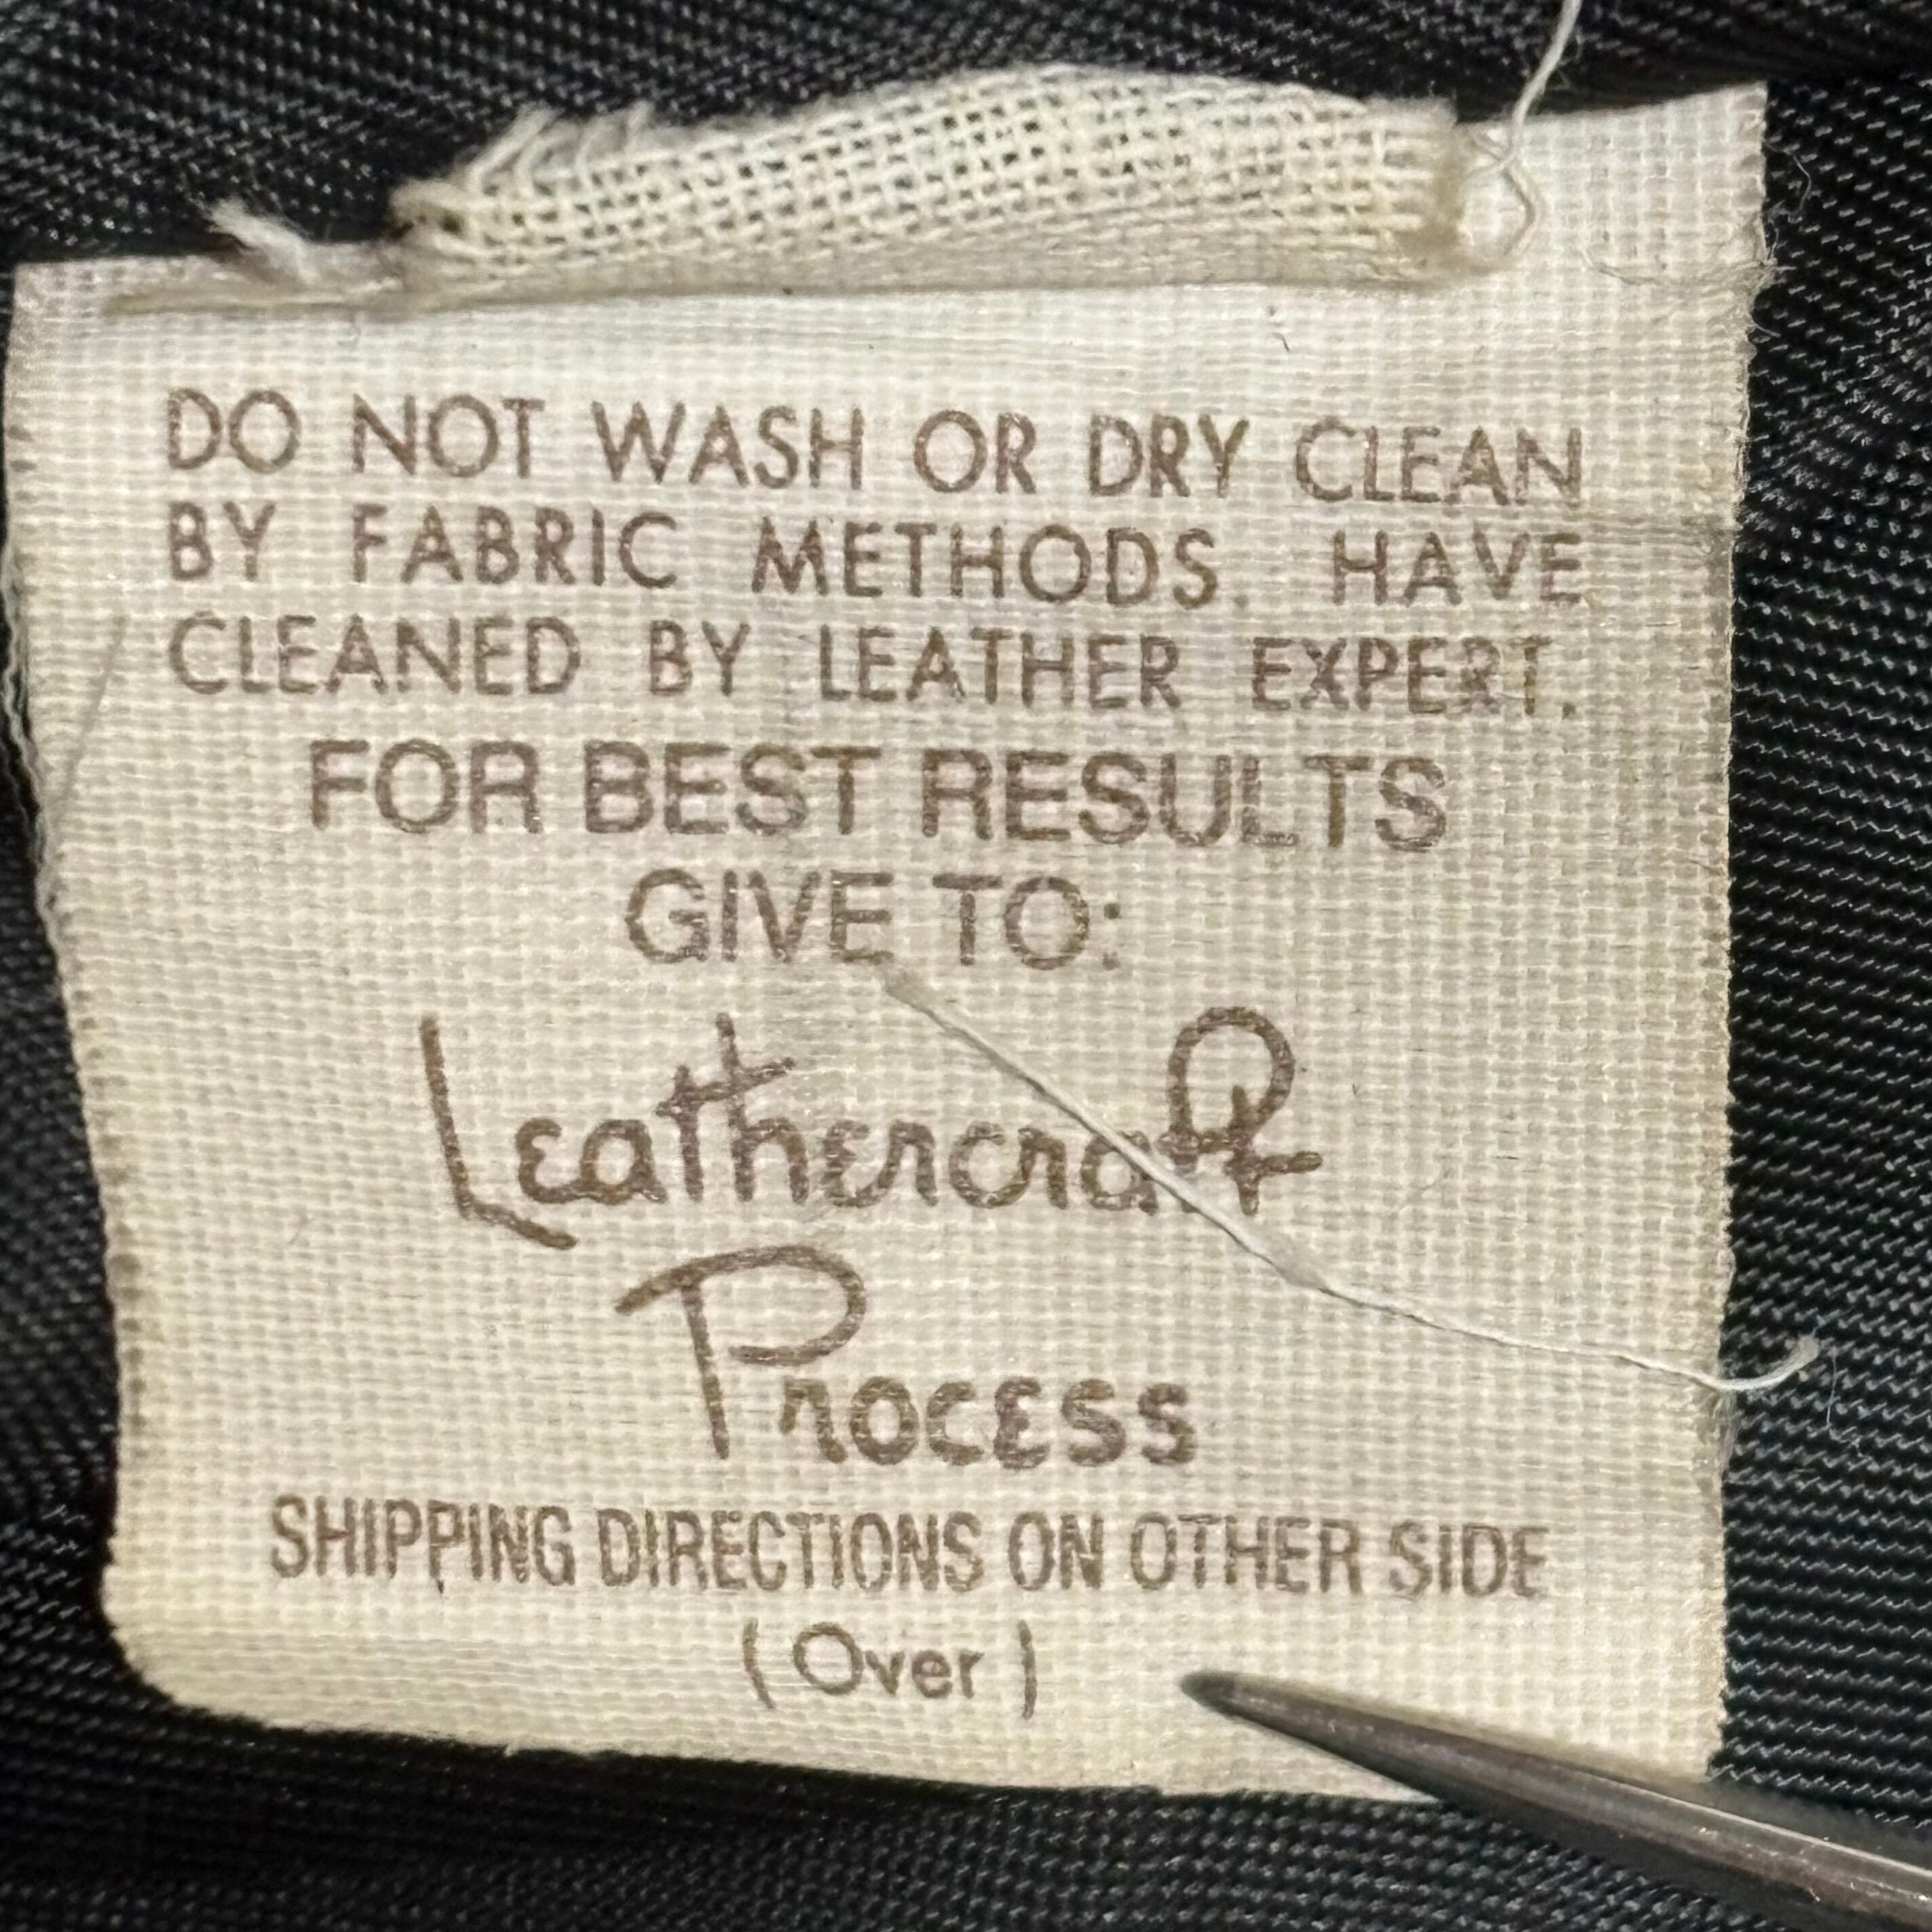 DO NOT WASH OR DRY CLEAN
BY FABRIC METHODS. HAVE
CLEANED BY LEATHER EXPERT.
FOR BEST RESULTS
GIVE TO:
Leathercraft
Process
SHIPPING DIRECTIONS ON OTHER SIDE
( Over )